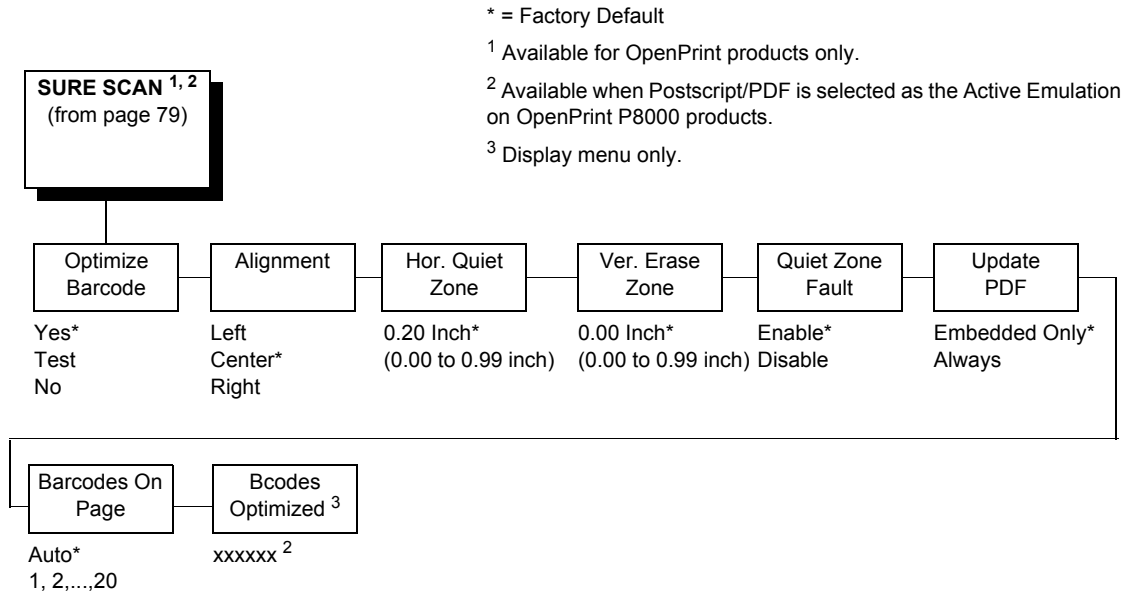 * = Factory Default
1 Available for OpenPrint products only.
2 Available when Postscript/PDF is selected as the Active Emulation
on OpenPrint P8000 products.
3 Display menu only.
SURE SCAN 1, 2
(from page 79)
Optimize
Barcode
Yes*
Test
No
Alignment
Left
Center*
Right
Hor. Quiet
Zone
0.20 Inch*
(0.00 to 0.99 inch)
Ver. Erase
Zone
0.00 Inch*
(0.00 to 0.99 inch)
Quiet Zone
Fault
Enable*
Disable
Update
PDF
Embedded Only*
Always
Barcodes On
Page
Auto*
1, 2,...,20
Bcodes
Optimized 3
xxxxxx 2